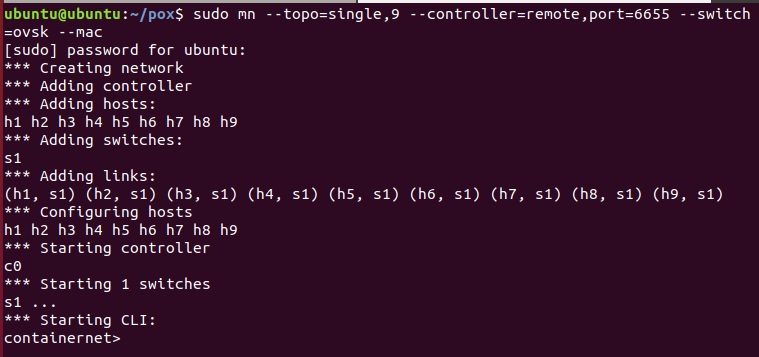 ubuntu@ubuntu:~/pox$ sudo mn --topo=single,9 --controller=remote,port=6655 --switch
=ovsk --mac
[sudo] password for ubuntu:
*** Creating network
*** Adding controller
*** Adding hosts:
h1 h2 h3 h4 h5 h6 h7 h8 h9
*** Adding switches:
s1
*** Adding links:
(h1, s1) (h2, s1) (h3, s1) (h4, s1) (h5, s1) (h6, s1) (h7, s1) (h8, s1) (h9, s1)
*** Configuring hosts
h1 h2 h3 h4 h5 h6 h7 h8 h9
*** Starting controller
c0
*** Starting 1 switches
s1 ...
*** Starting CLI:
containernet>